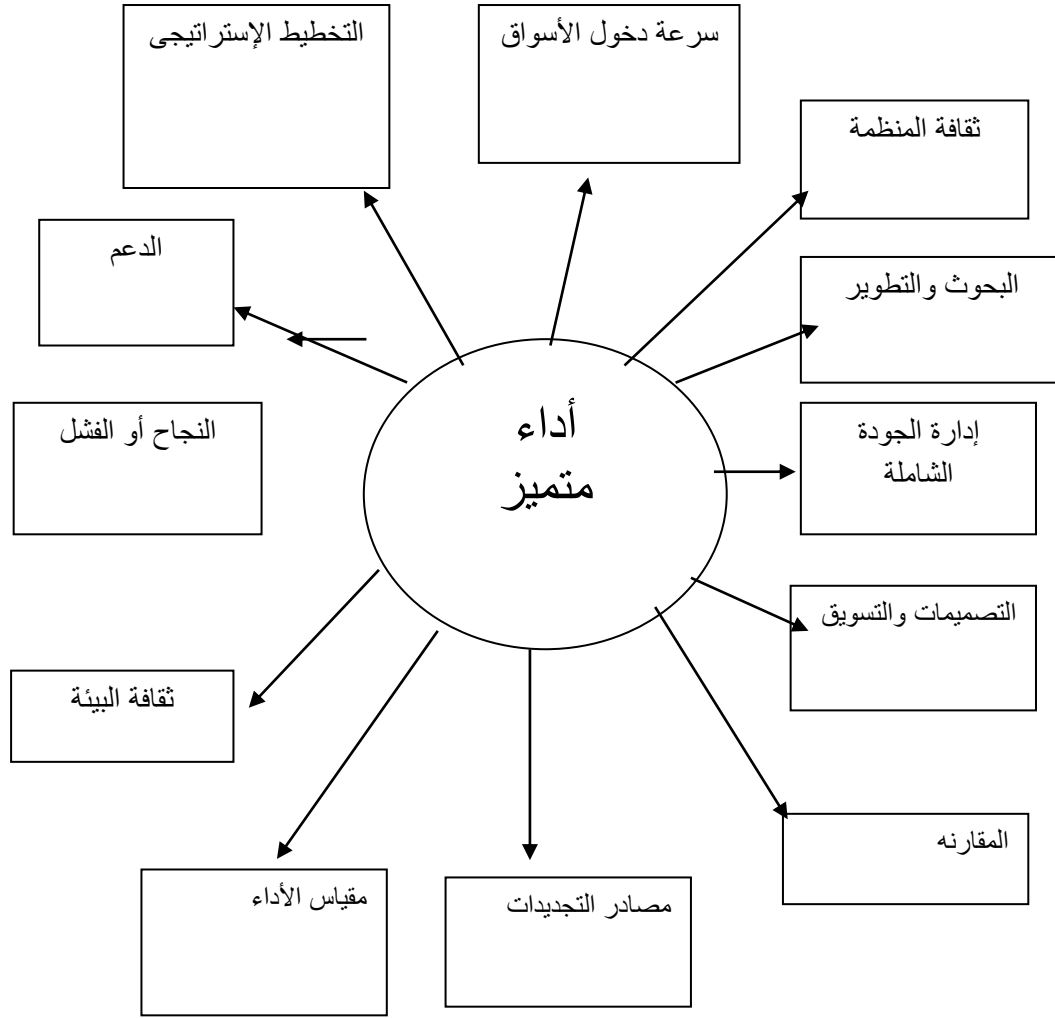 سرعة دخول الأسواق
التخطيط الإستراتيجى
ثقافة المنظمة
الدعم
البحوث والتطوير
النجاح أو الفشل
إدارة الجودة
الشاملة
أداء
متميز
التصميمات والتسويق
ثقافة البيئة
المقارنه
مقياس الأداء
مصادر التجديدات